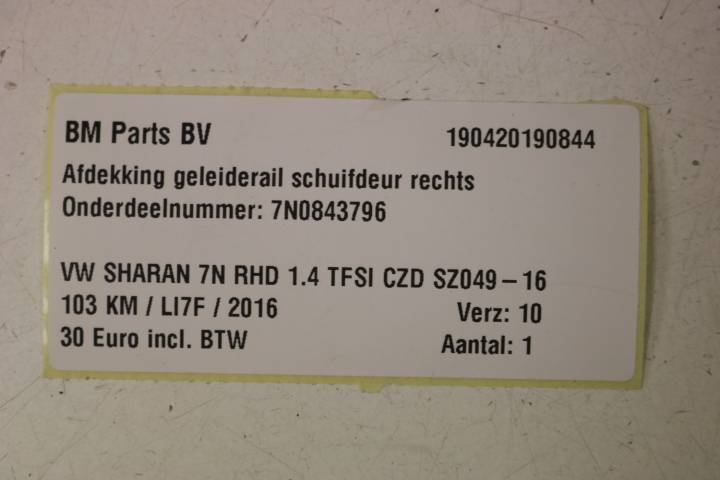 BM Parts BV 190420190844
Afdekking geleiderail schuifdeur rechts
Onderdeelnummer: 7N0843796
VW SHARAN 7N RHD 1.4 TFSI CZD SZ049-16
103 KM / LI7F / 2016 Verz: 10
30 Euro incl. BTW Aantal: 1